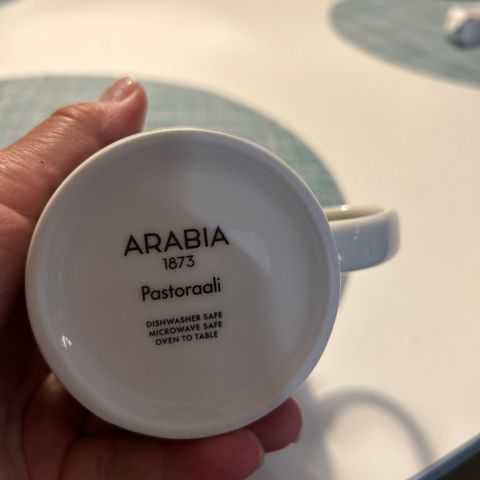 ARABIA
1873
Pastoraali
DISHWASHER SAFE
MICROWAVE SAFE
OVEN TO TABLE